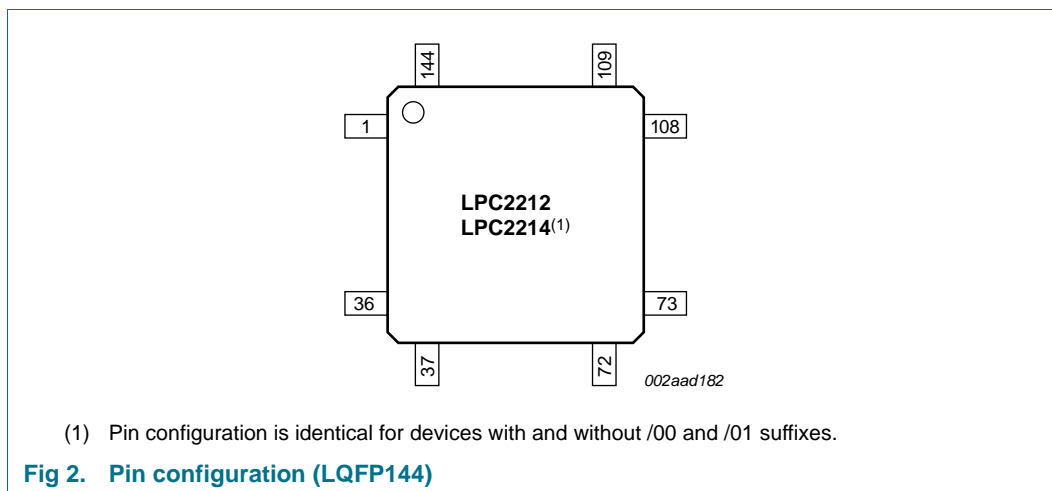 144
109
1
108
LPC2212
LPC2214(1)
36
73
37
72
002aad182
(1) Pin configuration is identical for devices with and without /00 and /01 suffixes.
Fig 2. Pin configuration (LQFP144)